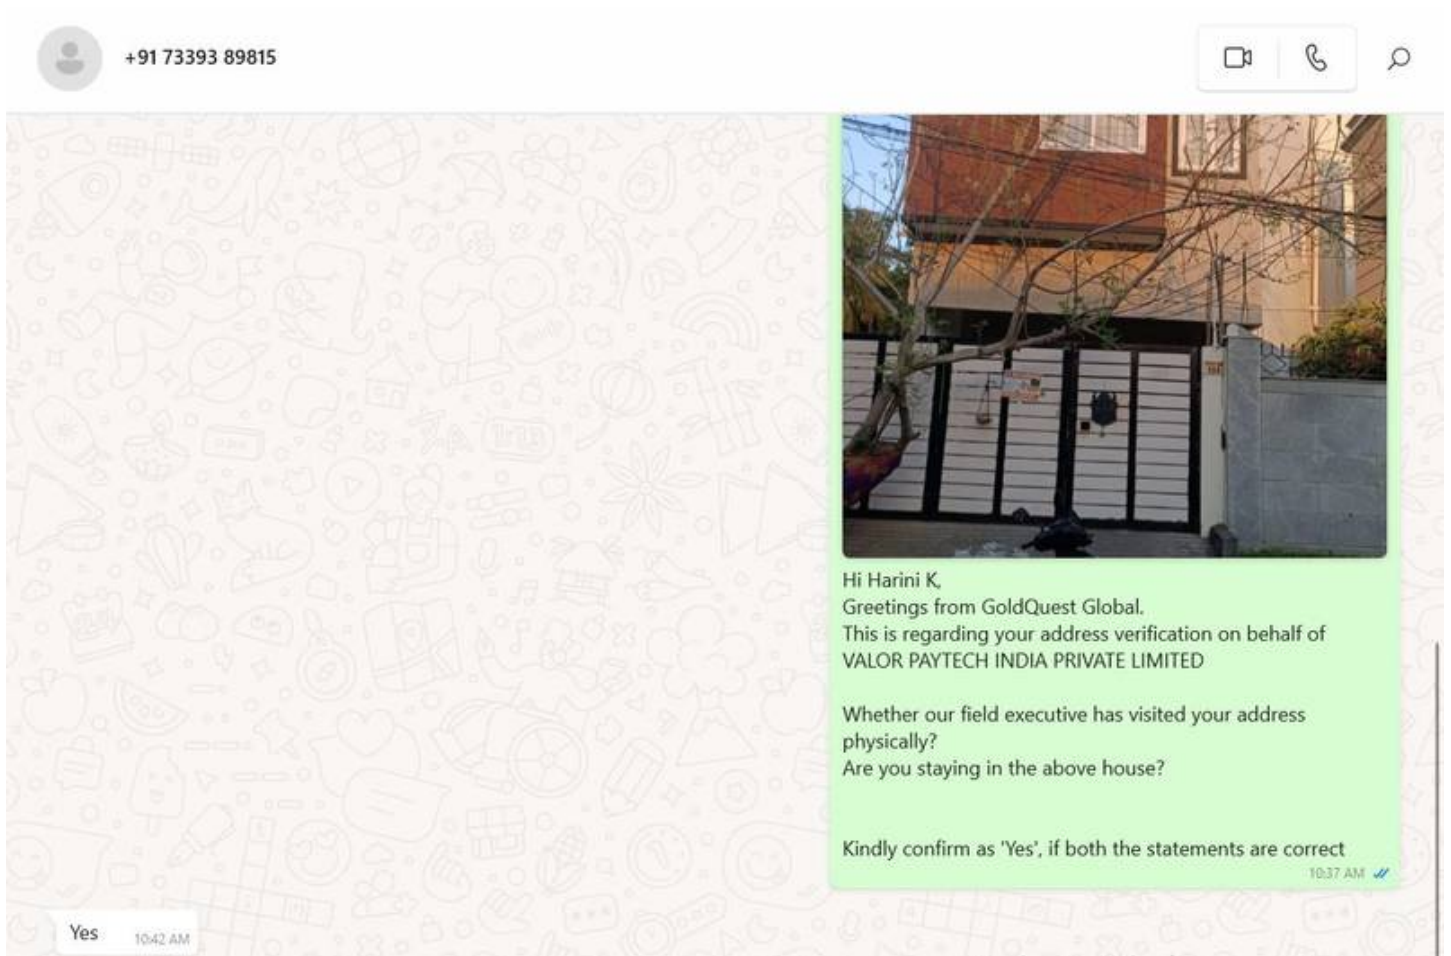 +91 73393 89815
Hi Harini K,
Greetings from GoldQuest Global.
This is regarding your address verification on behalf of
VALOR PAYTECH INDIA PRIVATE LIMITED
Whether our field executive has visited your address
physically?
Are you staying in the above house?
Kindly confirm as 'Yes', if both the statements are correct
10:37 AM
Yes
10:42 AM